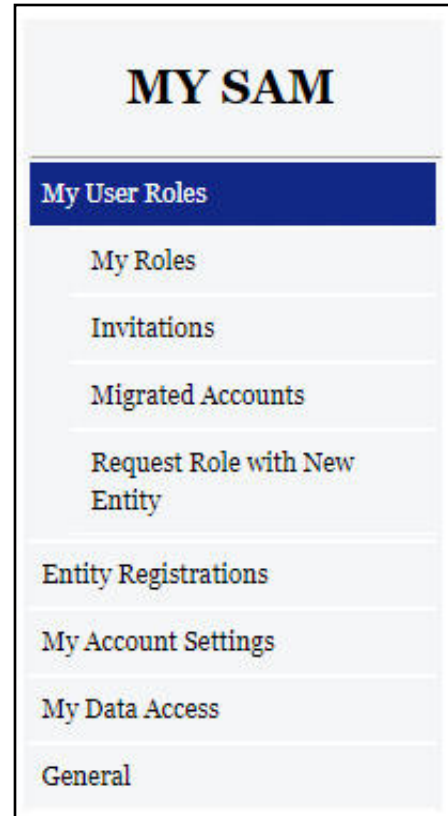 MY SAM
My User Roles
My Roles
Invitations
Migrated Accounts
Request Role with New
Entity
Entity Registrations
My Account Settings
My Data Access
General